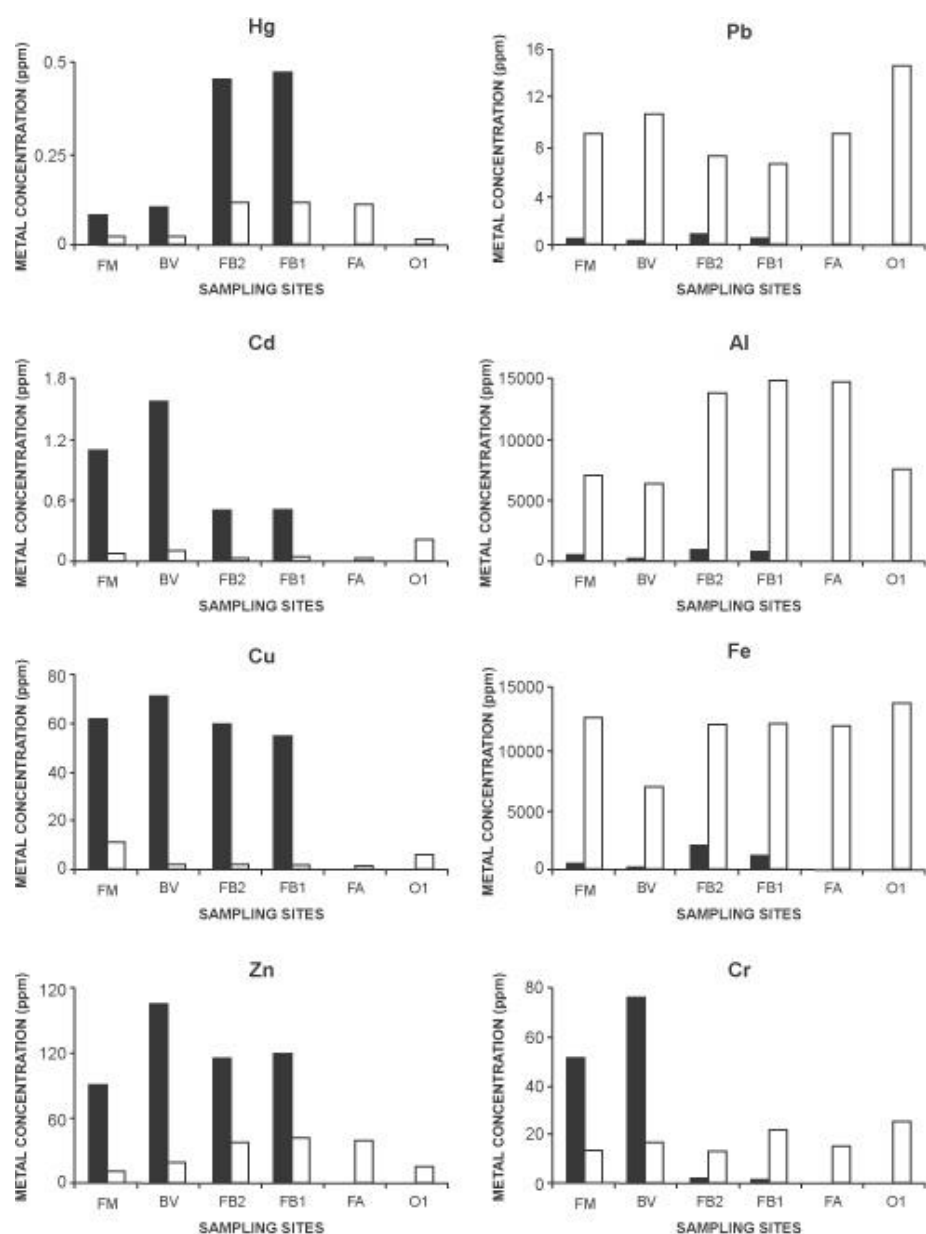 Hg
METAL CONCENTRATION (ppm)
0.5
0.25
0
FM BV FB2 FB1 FA O1
SAMPLING SITES
Pb
METAL CONCENTRATION (ppm)
16
12
8
4
0
FM BV FB2 FB1 FA O1
SAMPLING SITES
Cd
METAL CONCENTRATION (ppm)
1.8
1.2
0.6
0
FM BV FB2 FB1 FA O1
SAMPLING SITES
Al
METAL CONCENTRATION (ppm)
15000
10000
5000
0
FM BV FB2 FB1 FA O1
SAMPLING SITES
Cu
METAL CONCENTRATION (ppm)
80
60
40
20
0
FM BV FB2 FB1 FA O1
SAMPLING SITES
Fe
METAL CONCENTRATION (ppm)
15000
10000
5000
0
FM BV FB2 FB1 FA O1
SAMPLING SITES
Zn
METAL CONCENTRATION (ppm)
120
120
60
0
FM BV FB2 FB1 FA O1
SAMPLING SITES
Cr
METAL CONCENTRATION (ppm)
80
60
40
20
0
FM BV FB2 FB1 FA O1
SAMPLING SITES